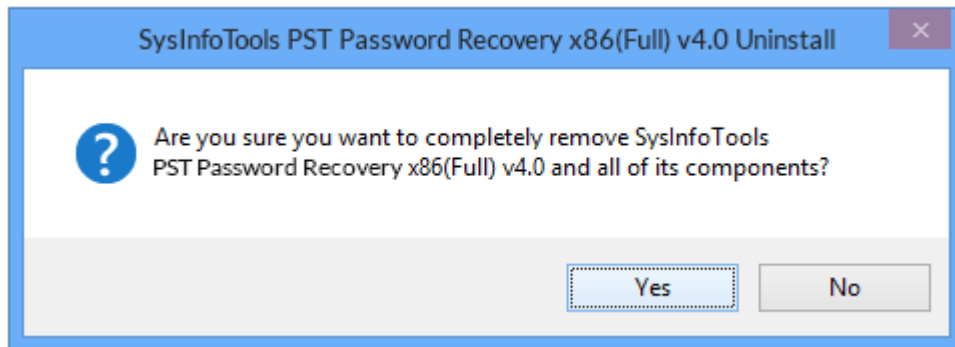 SysInfoTools PST Password Recovery x86(Full) v4.0 Uninstall
Are you sure you want to completely remove SysInfoTools
PST Password Recovery x86(Full) v4.0 and all of its components?
Yes
No